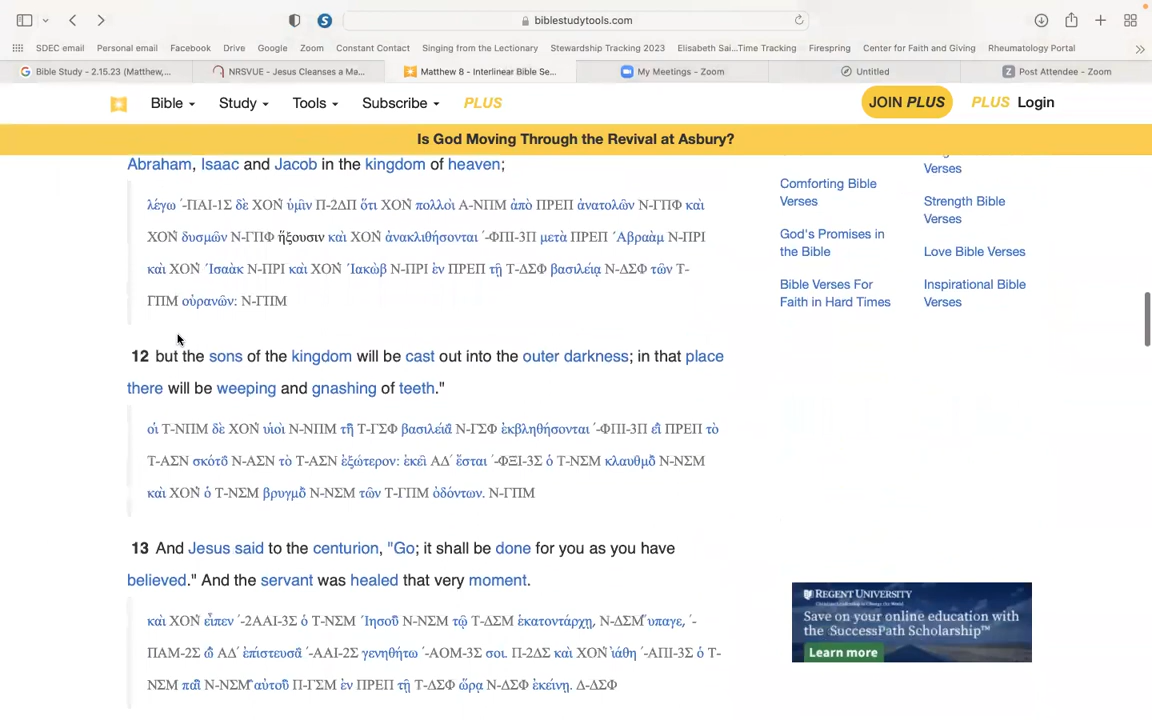 biblestudytools.com
SDEC email Personal email Facebook Drive Google Zoom Constant Contact Singing from the Lectionary Stewardship Tracking 2023 Elisabeth Sai...Time Tracking Firespring Center for Faith and Giving Rheumatology Portal
Bible Study - 2.15.23 (Matthew,... NRSVUE - Jesus Cleanses a Ma... Matthew 8 - Interlinear Bible Se... My Meetings - Zoom Untitled Z Post Attendee - Zoom
Bible Study Tools Subscribe PLUS JOIN PLUS PLUS Login
Is God Moving Through the Revival at Asbury?
Abraham, Isaac and Jacob in the kingdom of heaven;
λέγω ´-ΠΑΙ-1Σ δὲ ΧΟΝ̓ ὑμῖν Π-2ΔΠ ὅτι ΧΟΝ̓ πολλοὶ Α-ΝΠΜ ἀπὸ ΠΡΕΠ ἀνατολῶν Ν-ΓΠΦ καὶ
ΧΟΝ̓ δυσμῶν Ν-ΓΠΦ ἥξουσιν καὶ ΧΟΝ̓ ἀνακλιθήσονται ´-ΦΠΙ-3Π μετὰ ΠΡΕΠ ´Αβραὰμ Ν-ΠΡΙ
καὶ ΧΟΝ̓ ´Ισαὰκ Ν-ΠΡΙ καὶ ΧΟΝ̓ ´Ιακὼβ Ν-ΠΡΙ ἐν ΠΡΕΠ τῇ Τ-ΔΣΦ βασιλείᾳ Ν-ΔΣΦ τῶν Τ-
ΓΠΜ οὐρανῶν: Ν-ΓΠΜ
12 but the sons of the kingdom will be cast out into the outer darkness; in that place
there will be weeping and gnashing of teeth."
οἱ Τ-ΝΠΜ δὲ ΧΟΝ̓ υἱοὶ Ν-ΝΠΜ τῆ Τ-ΓΣΦ βασιλεία Ν-ΓΣΦ ἐκβληθήσονται ´-ΦΠΙ-3Π εἰ ΠΡΕΠ τὸ
Τ-ΑΣΝ σκότο Ν-ΑΣΝ τὸ Τ-ΑΣΝ ἐξώτερον: ἐκεῖ ΑΔ´ ἔσται ´-ΦΞΙ-3Σ ὁ Τ-ΝΣΜ κλαυθμὸ Ν-ΝΣΜ
καὶ ΧΟΝ̓ ὁ Τ-ΝΣΜ βρυγμὸ Ν-ΝΣΜ τῶν Τ-ΓΠΜ ὀδόντων. Ν-ΓΠΜ
13 And Jesus said to the centurion, "Go; it shall be done for you as you have
believed." And the servant was healed that very moment.
καὶ ΧΟΝ̓ εἶπεν ´-2ΑΑΙ-3Σ ὁ Τ-ΝΣΜ ´Ιησοῦ Ν-ΝΣΜ τῷ Τ-ΔΣΜ ἑκατοντάρχῃ, Ν-ΔΣΜ ὕπαγε, ´-
ΠΑΜ-2Σ ὡ ΑΔ´ ἐπίστευσα ´-ΑΑΙ-2Σ γενηθήτω ´-ΑΟΜ-3Σ σοι. Π-2ΔΣ καὶ ΧΟΝ̓ ἰάθη ´-ΑΠΙ-3Σ ὁ Τ-
ΝΣΜ παῖ Ν-ΝΣΜ αὐτοῦ Π-ΓΣΜ ἐν ΠΡΕΠ τῇ Τ-ΔΣΦ ὥρᾳ Ν-ΔΣΦ ἐκείνῃ. Δ-ΔΣΦ
Comforting Bible
Verses
God's Promises in
the Bible
Bible Verses For
Faith in Hard Times
Verses
Strength Bible
Verses
Love Bible Verses
Inspirational Bible
Verses
REGENT UNIVERSITY
Save on your online education with
the SuccessPath Scholarship™
Learn more